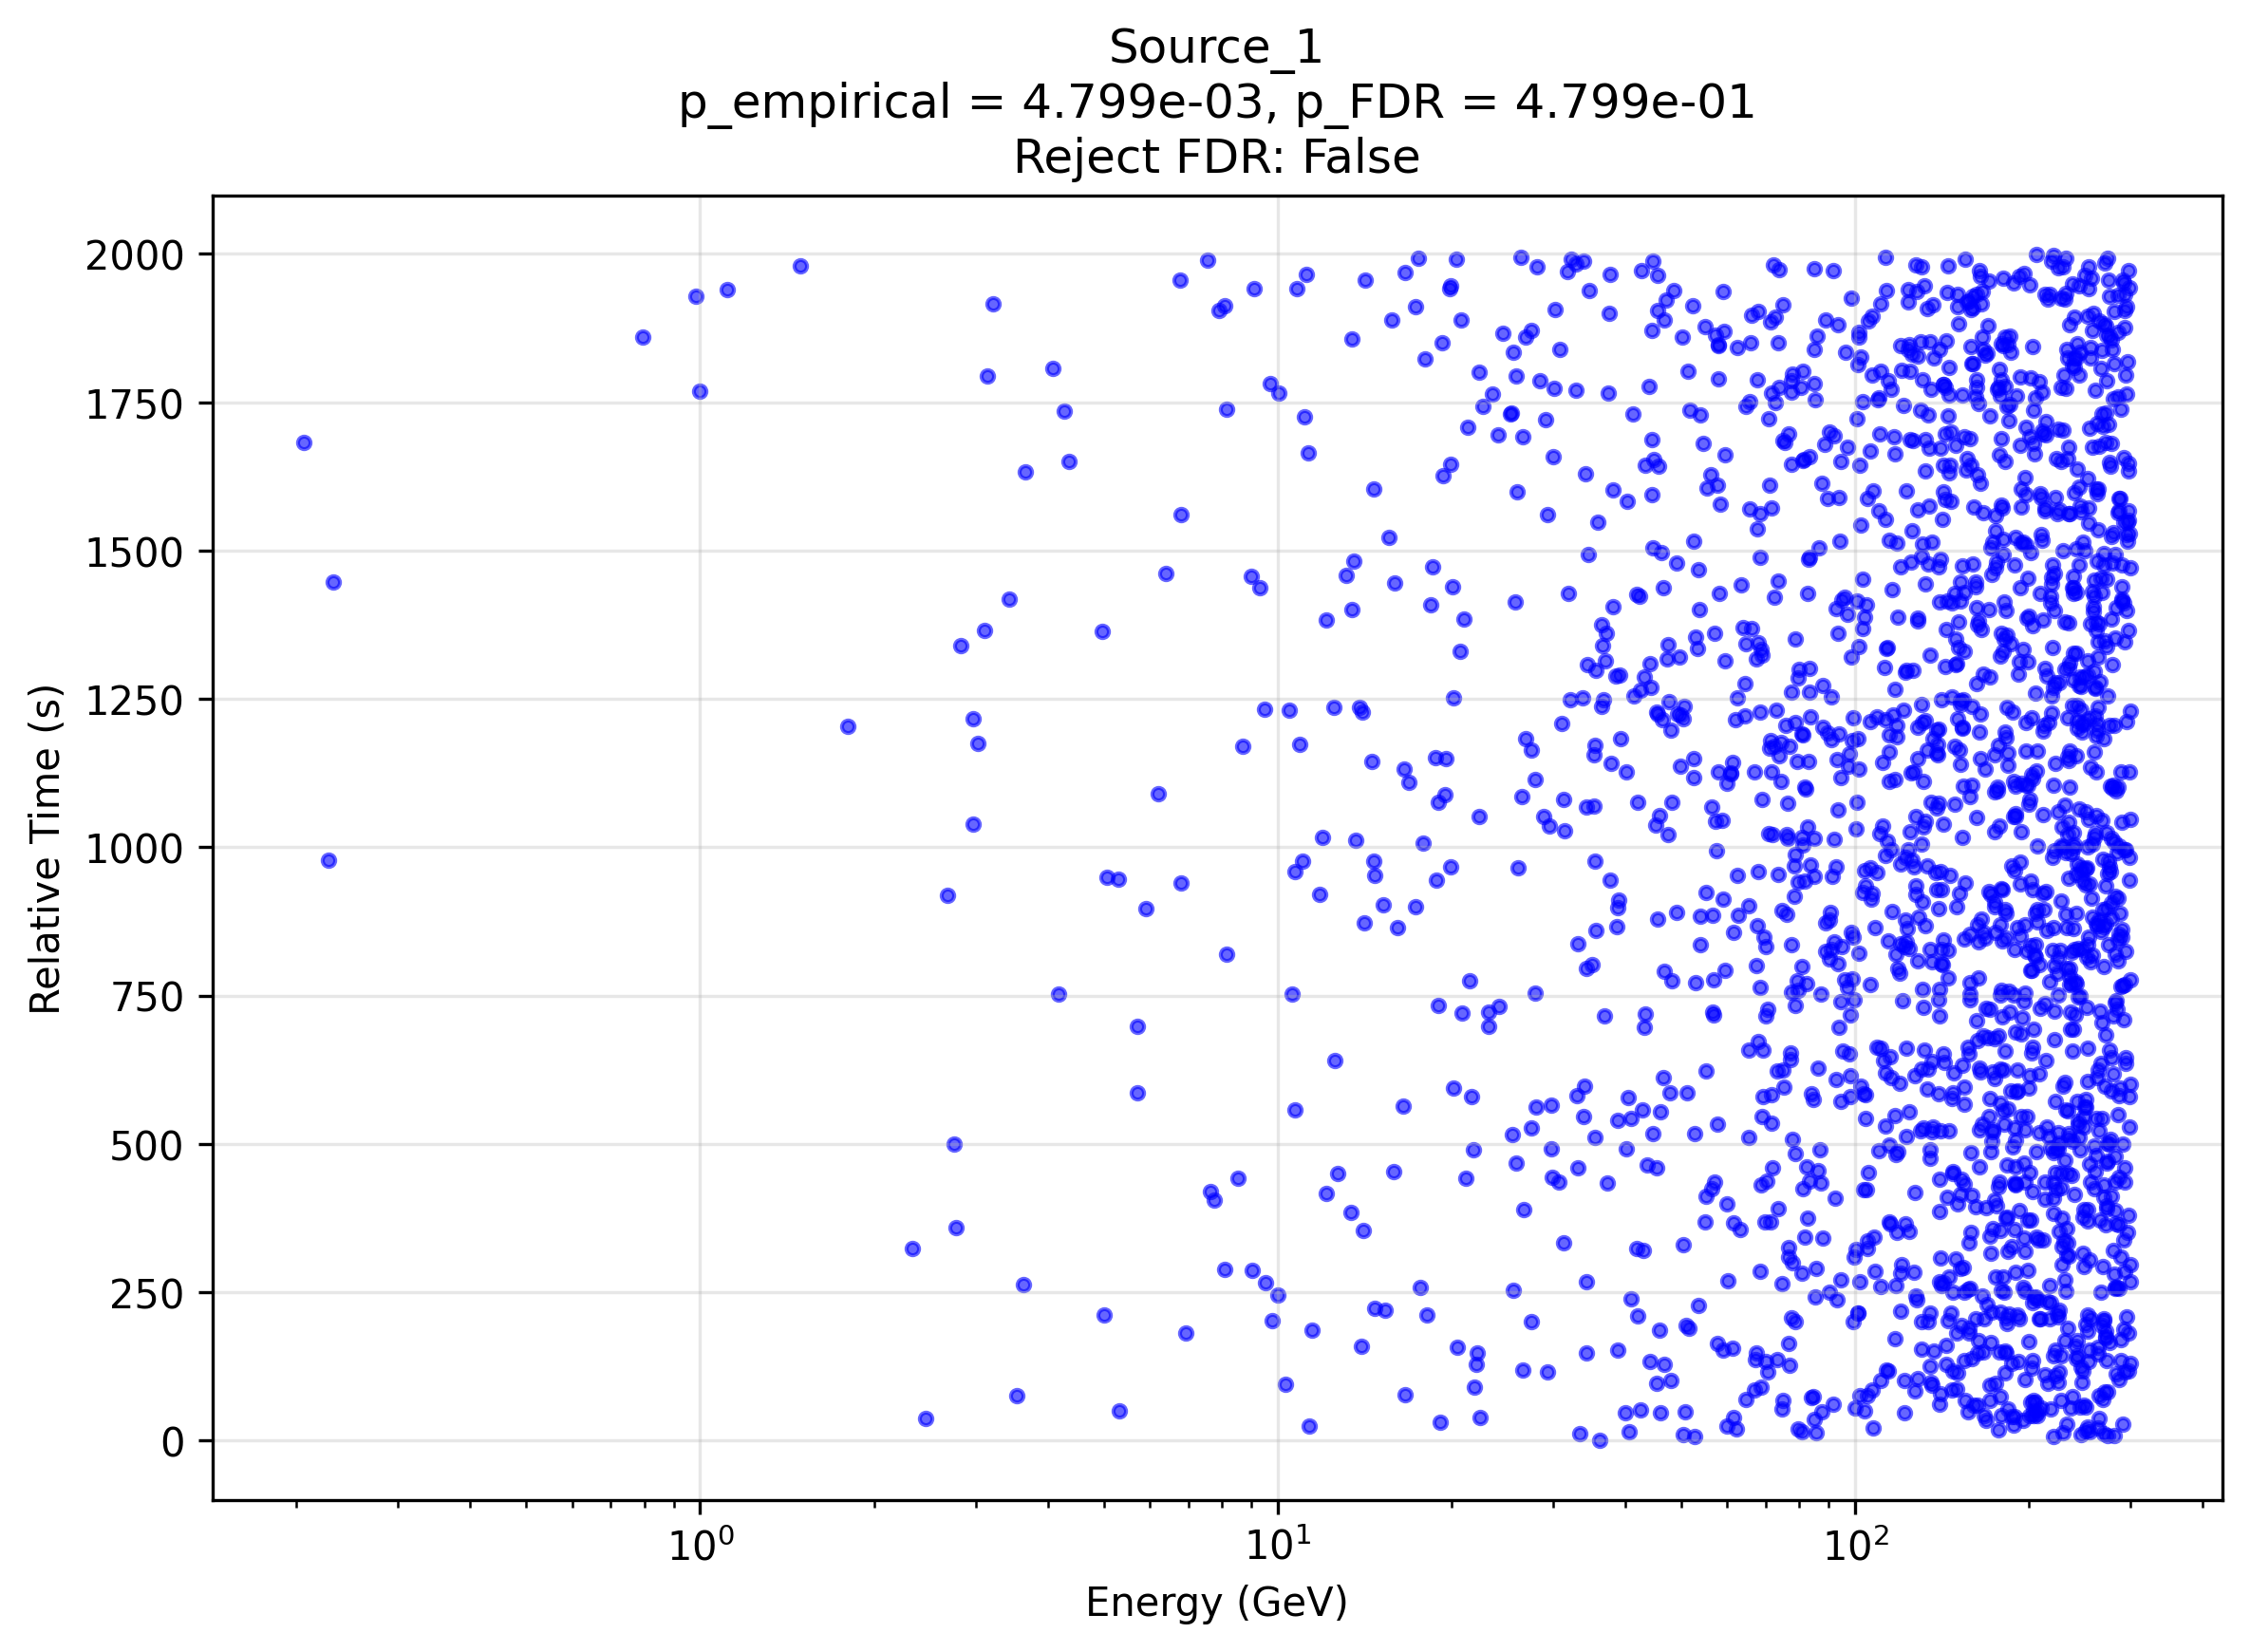 Source_1
p_empirical = 4.799e-03, p_FDR = 4.799e-01
Reject FDR: False
2000
1750
1500
1250
1000
750
500
250
0
Relative Time (s)
10⁰ 10¹ 10²
Energy (GeV)